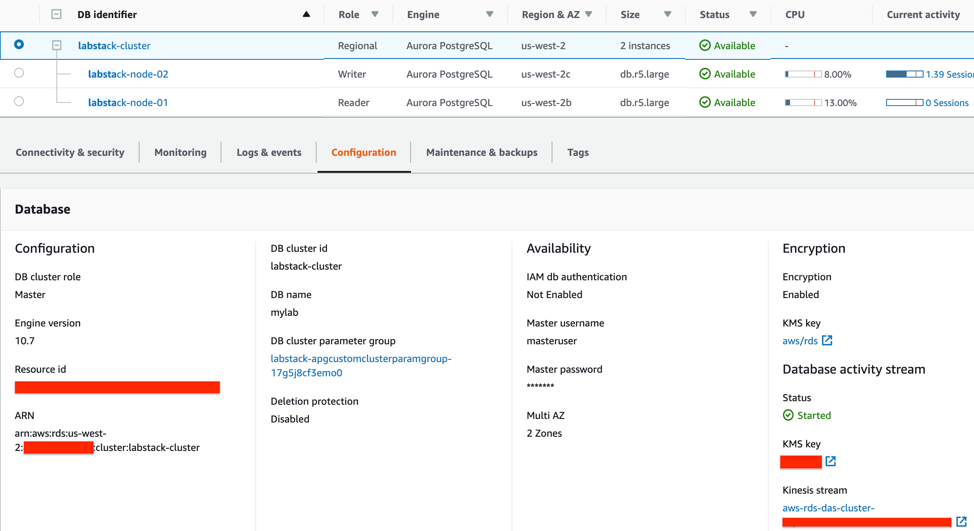 DB identifier Role Engine Region & AZ Size Status CPU Current activity
labstack-cluster Regional Aurora PostgreSQL us-west-2 2 instances Available -
labstack-node-02 Writer Aurora PostgreSQL us-west-2c db.r5.large Available 8.00% 1.39 Sessio
labstack-node-01 Reader Aurora PostgreSQL us-west-2b db.r5.large Available 13.00% 0 Sessions
Connectivity & security Monitoring Logs & events Configuration Maintenance & backups Tags
Database
Configuration
DB cluster role
Master
Engine version
10.7
Resource id
ARN
arn:aws:rds:us-west-
2: :cluster:labstack-cluster
DB cluster id
labstack-cluster
DB name
mylab
DB cluster parameter group
labstack-apgcustomclusterparamgroup-
17g5j8cf3emo0
Deletion protection
Disabled
Availability
IAM db authentication
Not Enabled
Master username
masteruser
Master password
*******
Multi AZ
2 Zones
Encryption
Encryption
Enabled
KMS key
aws/rds
Database activity stream
Status
Started
KMS key
Kinesis stream
aws-rds-das-cluster-